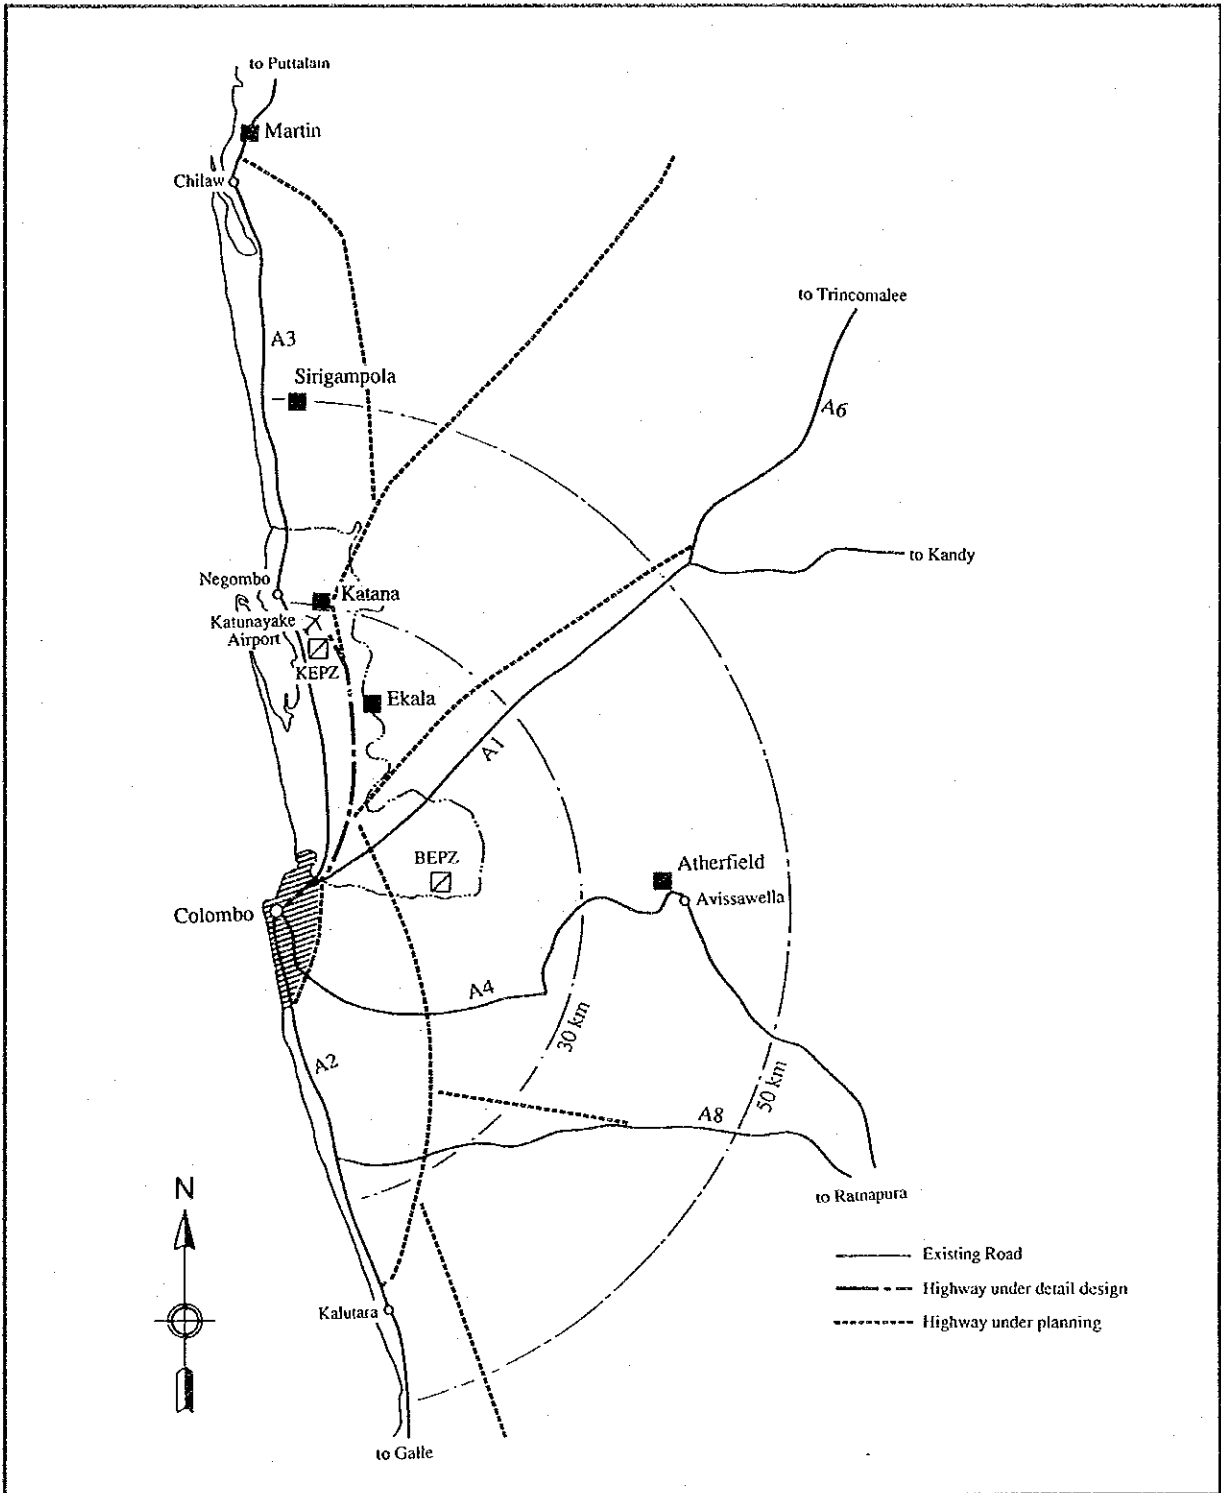 to Puttalam
Martin
Chilaw
to Trincomalee
A3
Sirigampola
A6
to Kandy
Negombo
Katana
Katunayake
Airport
KEPZ
Ekala
A1
BEPZ
Atherfield
Avissawella
Colombo
A4
30 km
A2
50 km
A8
N
to Ratnapura
Existing Road
Highway under detail design
Kalutara
Highway under planning
to Galle